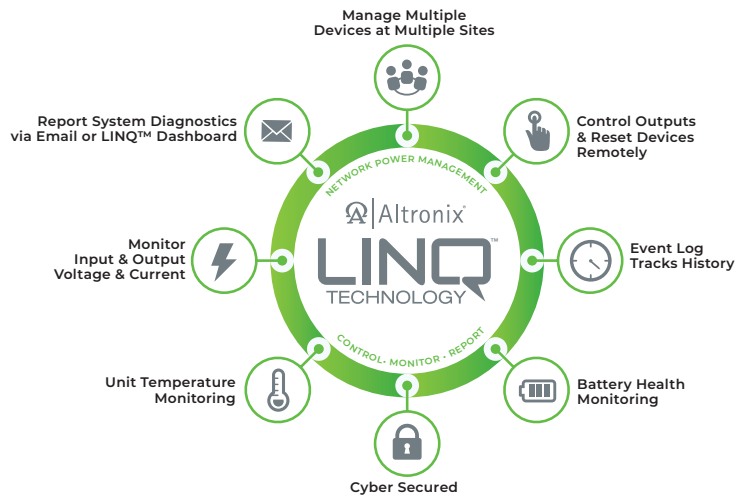 Manage Multiple
Devices at Multiple Sites
Report System Diagnostics
via Email or LINQ™ Dashboard
Control Outputs
& Reset Devices
Remotely
NETWORK POWER MANAGEMENT
Altronix®
LINQ™
TECHNOLOGY
Monitor
Input & Output
Voltage & Current
Event Log
Tracks History
CONTROL • MONITOR • REPORT
Unit Temperature
Monitoring
Battery Health
Monitoring
Cyber Secured